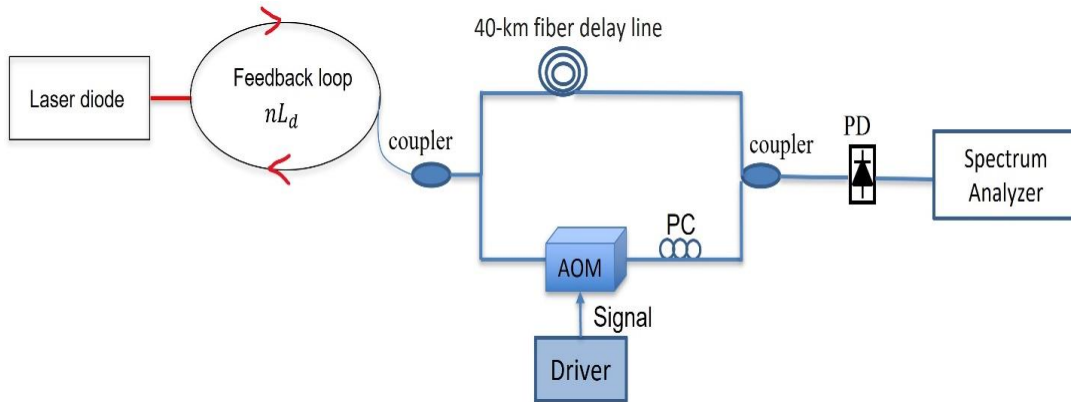 40-km fiber delay line
Laser diode
Feedback loop
nL_d
coupler
coupler
PD
Spectrum
Analyzer
PC
AOM
Signal
Driver